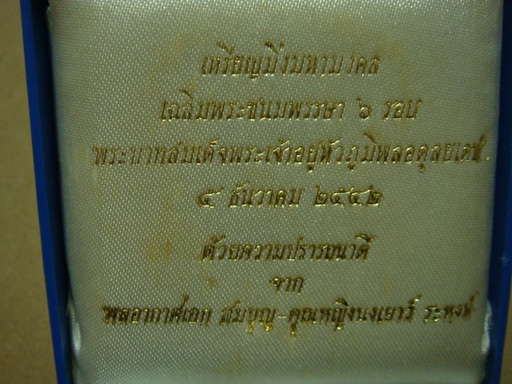 เหรียญมิ่งมหามงคล
เฉลิมพระชนมพรรษา ๖ รอบ
พระบาทสมเด็จพระเจ้าอยู่หัวภูมิพลอดุลยเดช
๕ ธันวาคม ๒๕๔๒
ด้วยความปรารถนาดี
จาก
พลอากาศเอก สมบุญ-คุณหญิงนงเยาว์ ระหงษ์